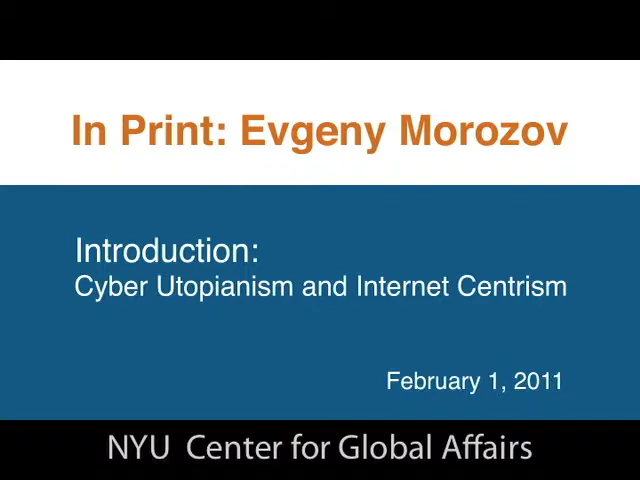 In Print: Evgeny Morozov
Introduction:
Cyber Utopianism and Internet Centrism
February 1, 2011
NYU Center for Global Affairs